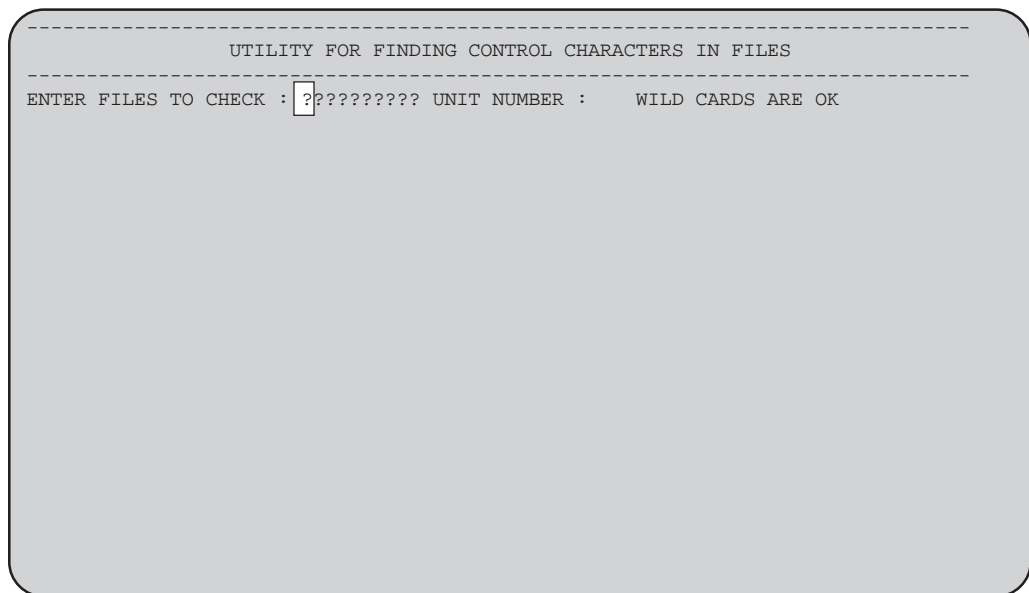 -------------------------------------------------------------------------------
UTILITY FOR FINDING CONTROL CHARACTERS IN FILES
-------------------------------------------------------------------------------
ENTER FILES TO CHECK : ?????????? UNIT NUMBER :    WILD CARDS ARE OK